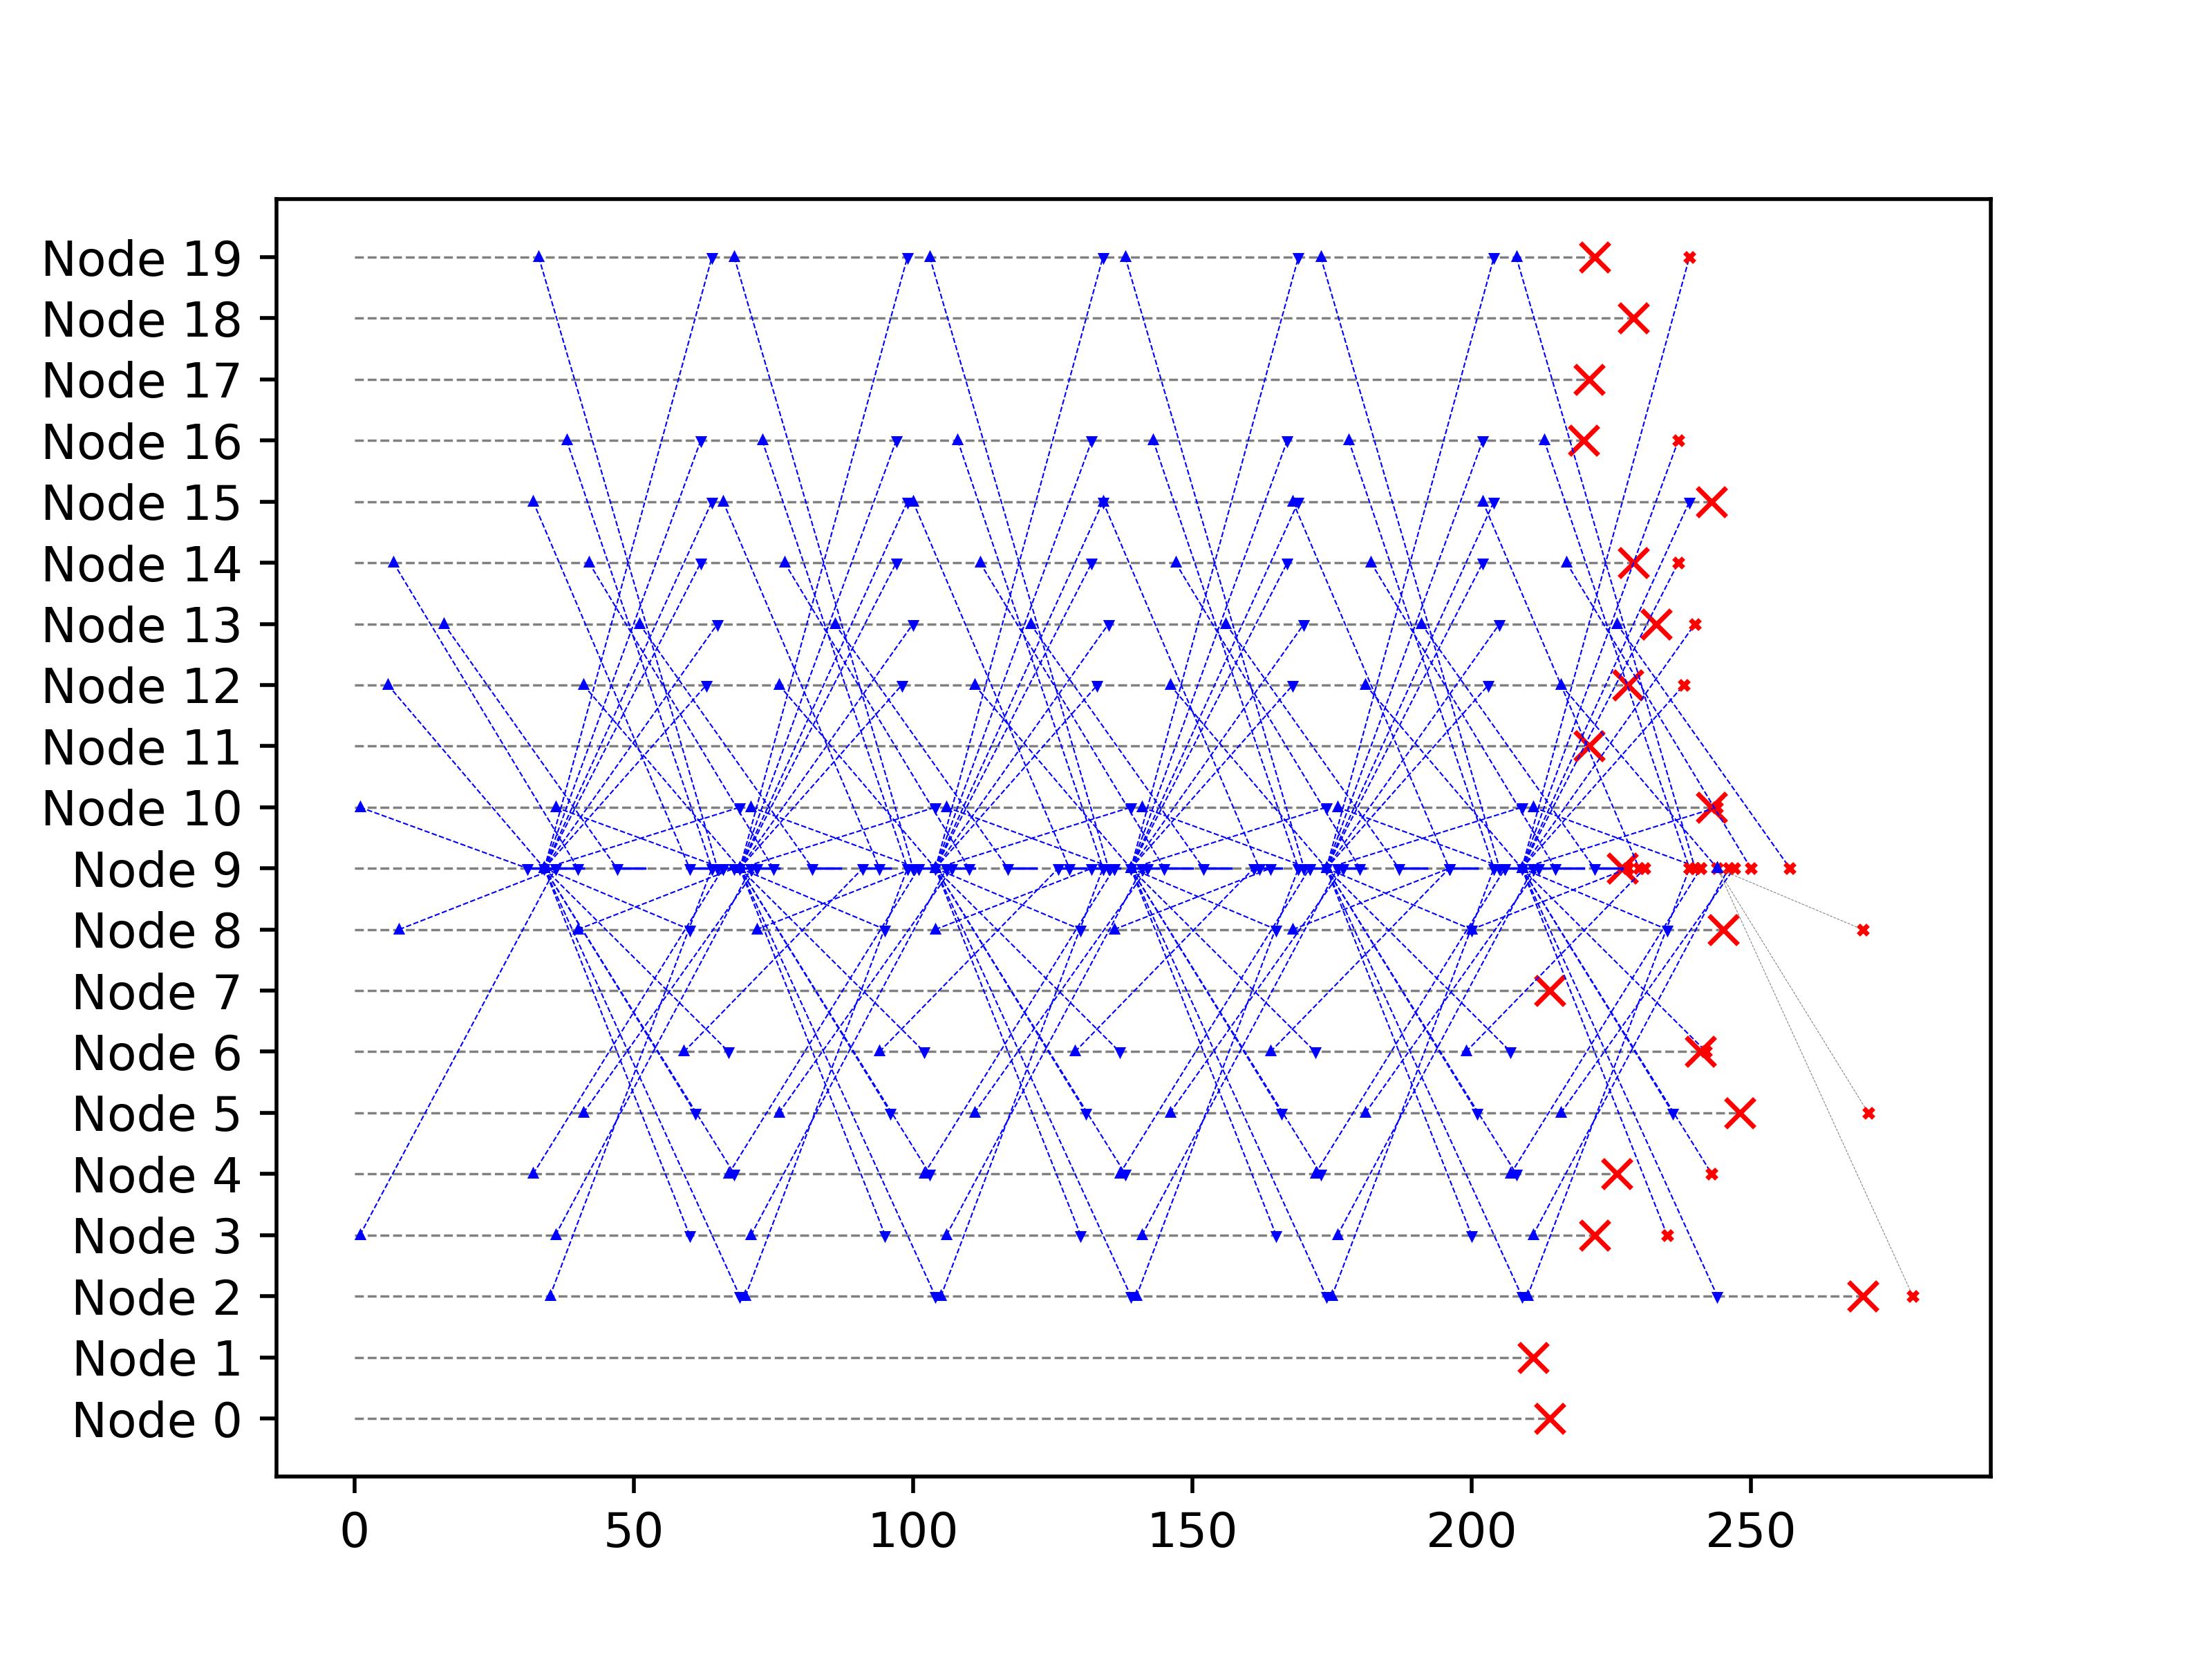 Node 19
Node 18
Node 17
Node 16
Node 15
Node 14
Node 13
Node 12
Node 11
Node 10
Node 9
Node 8
Node 7
Node 6
Node 5
Node 4
Node 3
Node 2
Node 1
Node 0
0 50 100 150 200 250